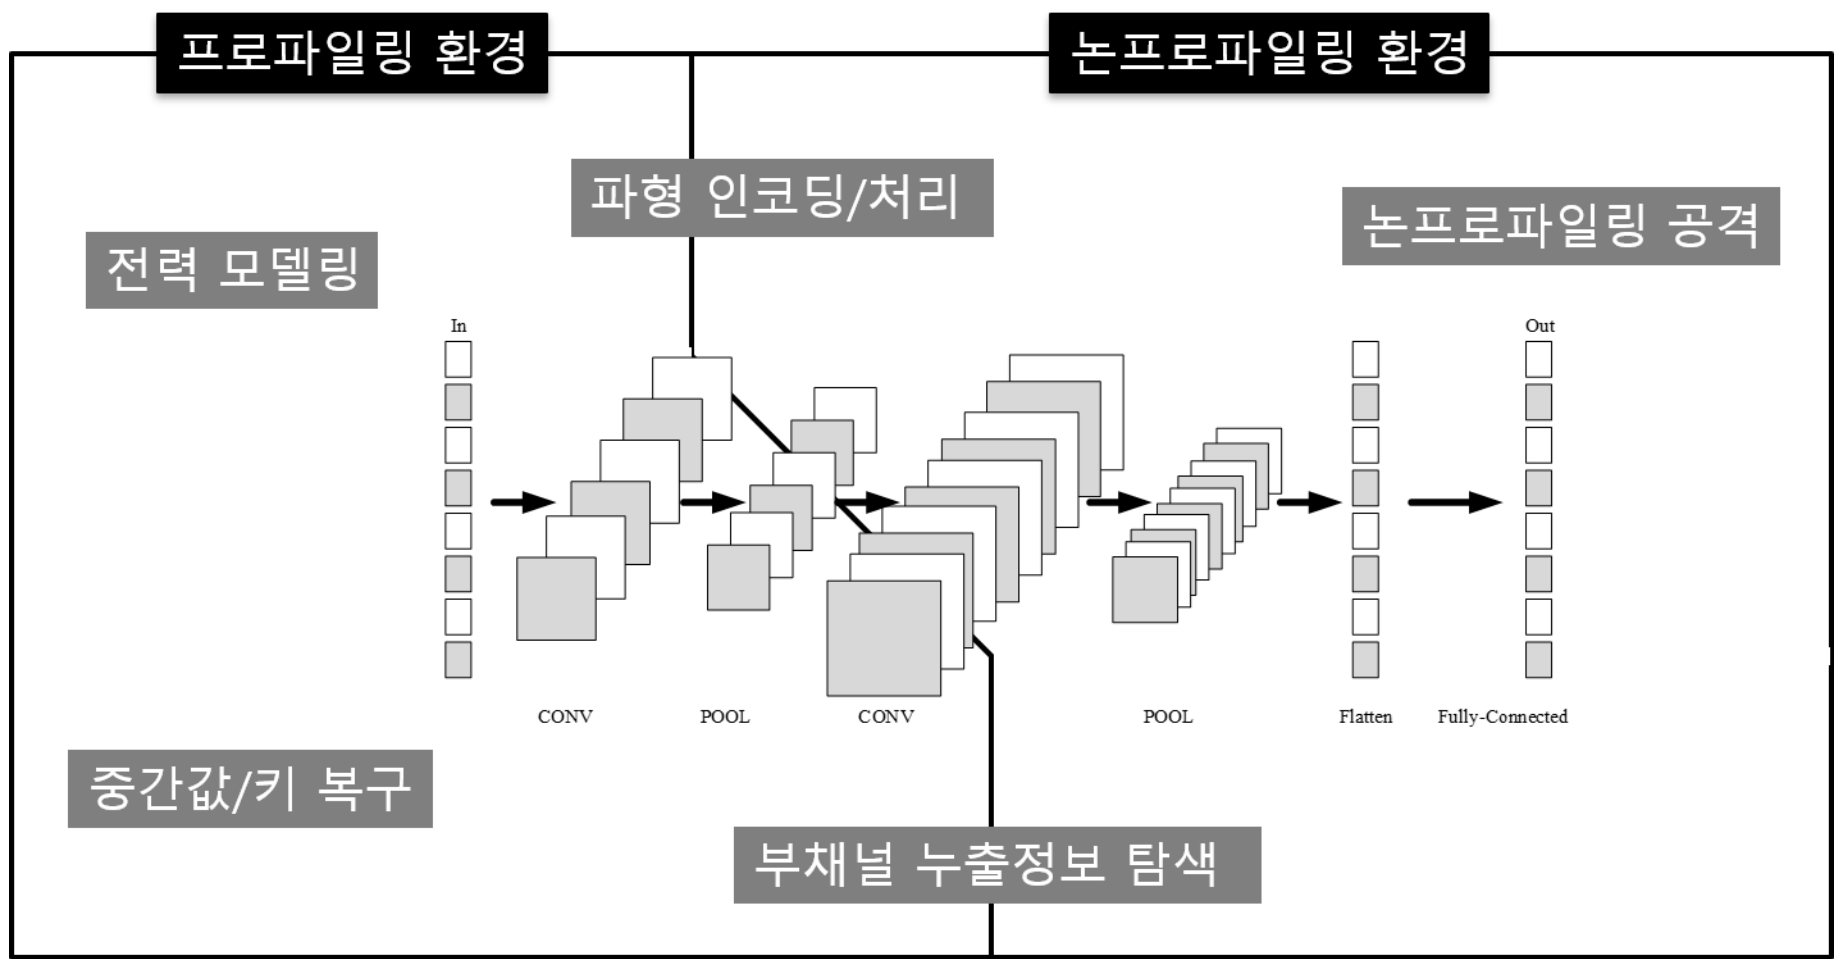 프로파일링 환경
논프로파일링 환경
파형 인코딩/처리
논프로파일링 공격
전력 모델링
In
Out
CONV
POOL
CONV
POOL
Flatten
Fully-Connected
중간값/키 복구
부채널 누출정보 탐색